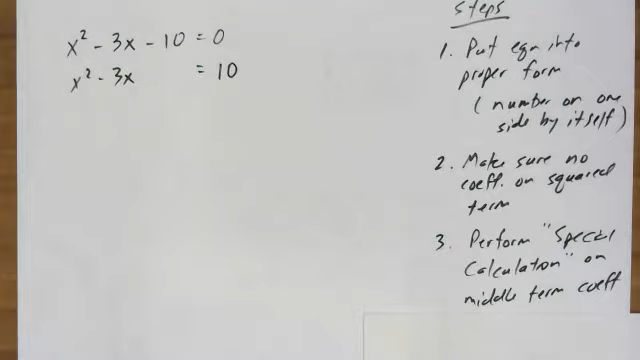 x² - 3x - 10 = 0
x² - 3x = 10
steps
1. Put eqn into
proper form
(number on one
side by itself)
2. Make sure no
coeff. on squared
term
3. Perform "Special
Calculation" on
middle term coeff